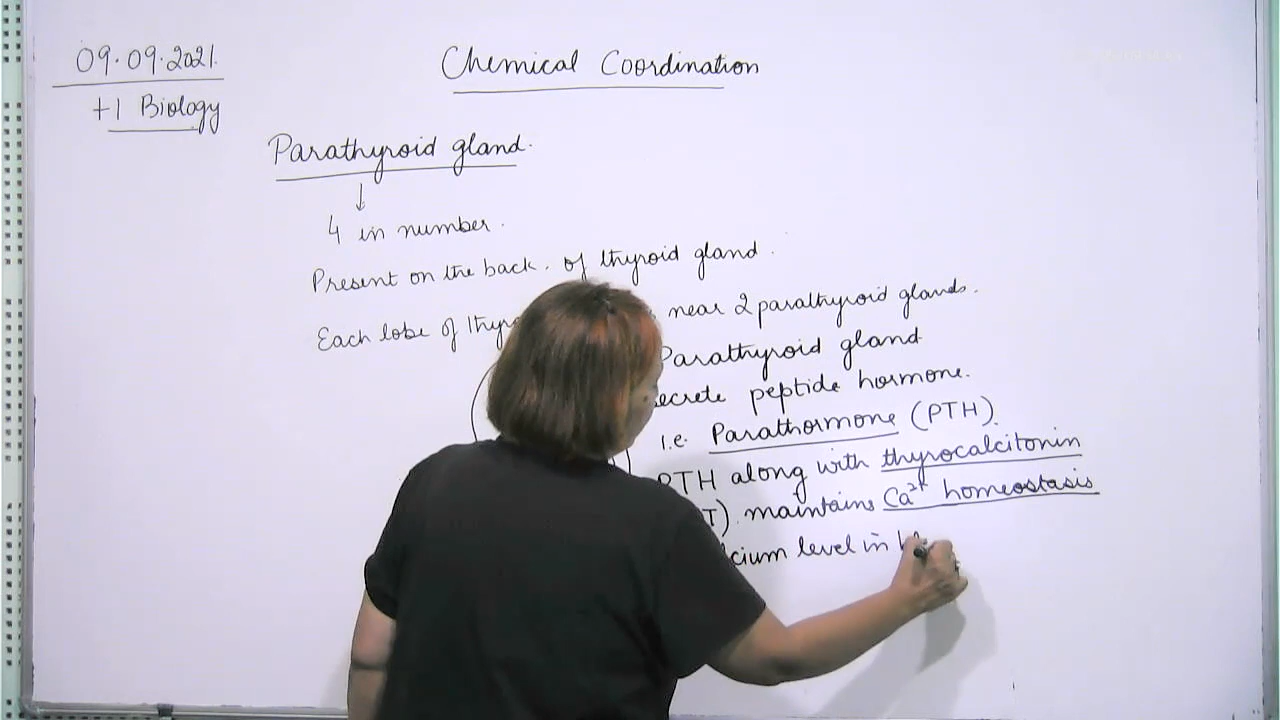 09.09.2021.
+1 Biology
Chemical Coordination
Parathyroid gland.
4 in number.
Present on the back. of thyroid gland.
Each lobe of near 2 parathyroid glands.
Parathyroid gland
ecrete peptide hormone.
i.e. Parathormone (PTH).
PTH along with thyrocalcitonin
T). maintains Ca²⁺ homeostasis
cium level in